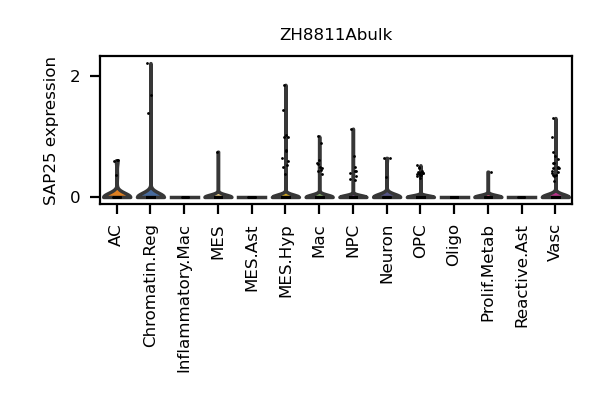 ZH8811Abulk
SAP25 expression
2
0
AC
Chromatin.Reg
Inflammatory.Mac
MES
MES.Ast
MES.Hyp
Mac
NPC
Neuron
OPC
Oligo
Prolif.Metab
Reactive.Ast
Vasc